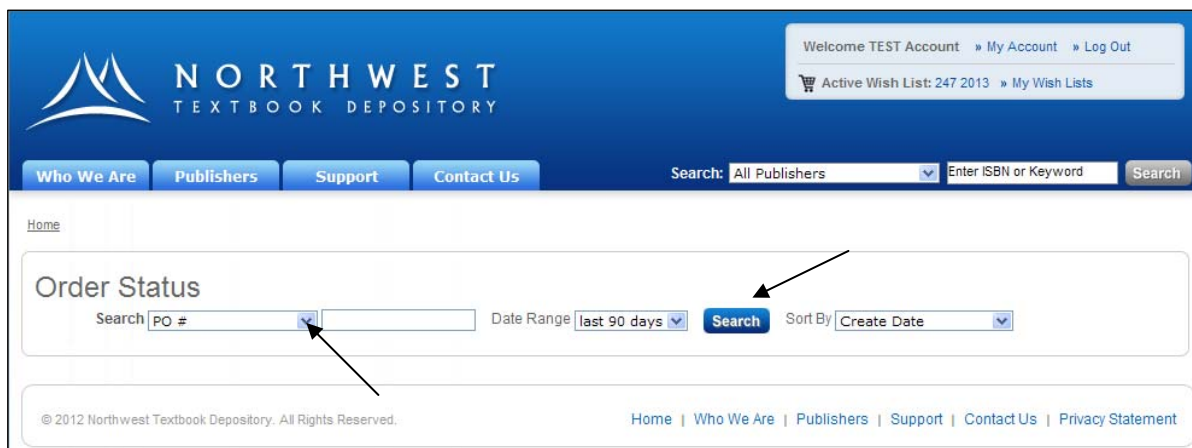 Welcome TEST Account » My Account » Log Out
Active Wish List: 247 2013 » My Wish Lists
NORTHWEST
TEXTBOOK DEPOSITORY
Who We Are Publishers Support Contact Us Search: All Publishers Enter ISBN or Keyword Search
Home
Order Status
Search PO # Date Range last 90 days Search Sort By Create Date
© 2012 Northwest Textbook Depository. All Rights Reserved. Home | Who We Are | Publishers | Support | Contact Us | Privacy Statement